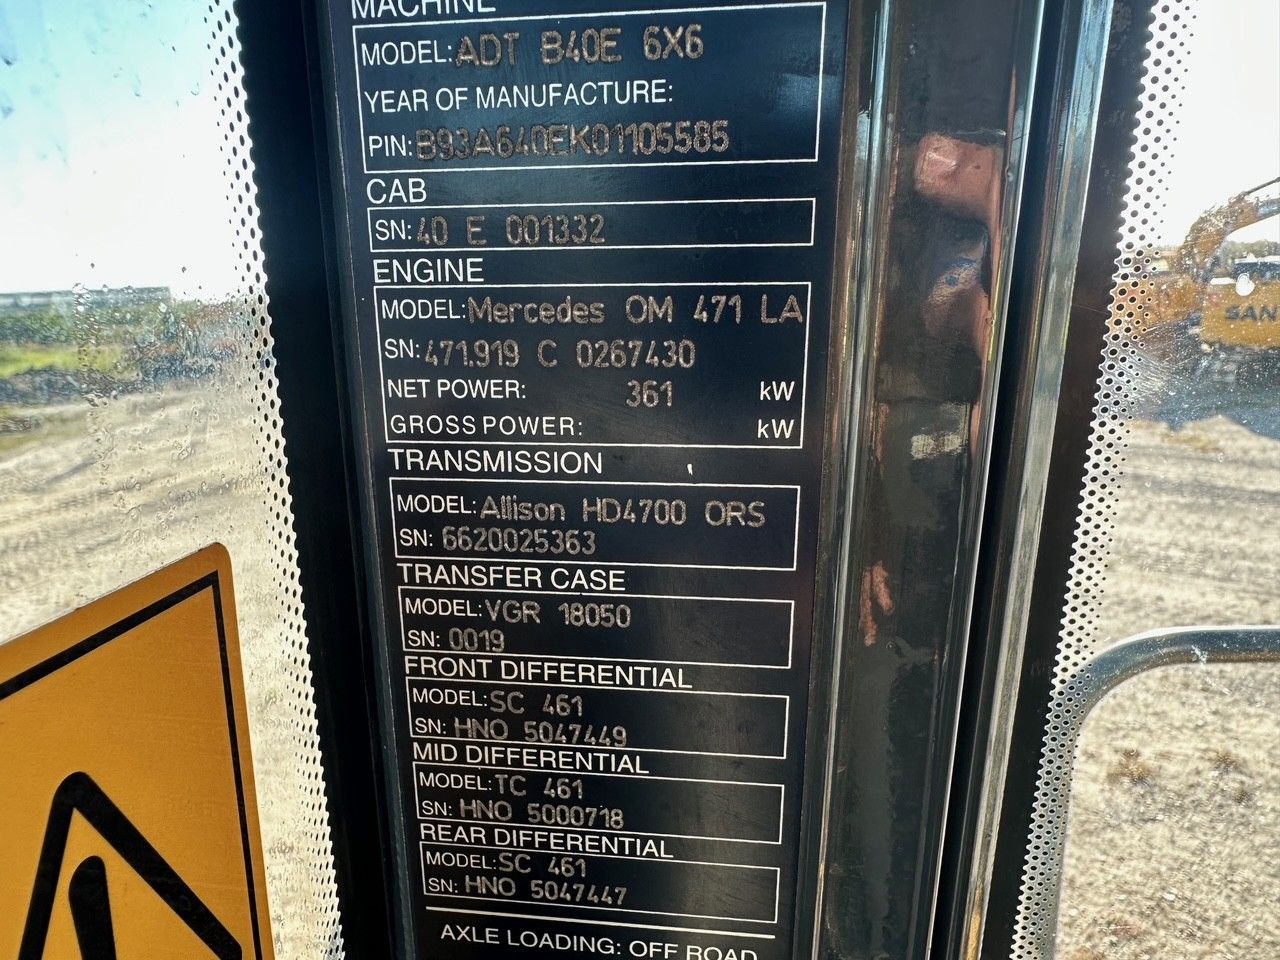 MACHINE
MODEL: ADT B40E 6X6
YEAR OF MANUFACTURE:
PIN: B93A640EK01105585
CAB
SN: 40 E 001332
ENGINE
MODEL: Mercedes OM 471 LA
SN: 471.919 C 0267430
NET POWER: 361 kW
GROSS POWER: kW
TRANSMISSION
MODEL: Allison HD4700 ORS
SN: 6620025363
TRANSFER CASE
MODEL: VGR 18050
SN: 0019
FRONT DIFFERENTIAL
MODEL: SC 461
SN: HNO 5047449
MID DIFFERENTIAL
MODEL: TC 461
SN: HNO 5000718
REAR DIFFERENTIAL
MODEL: SC 461
SN: HNO 5047447
AXLE LOADING: OFF ROAD
SAN